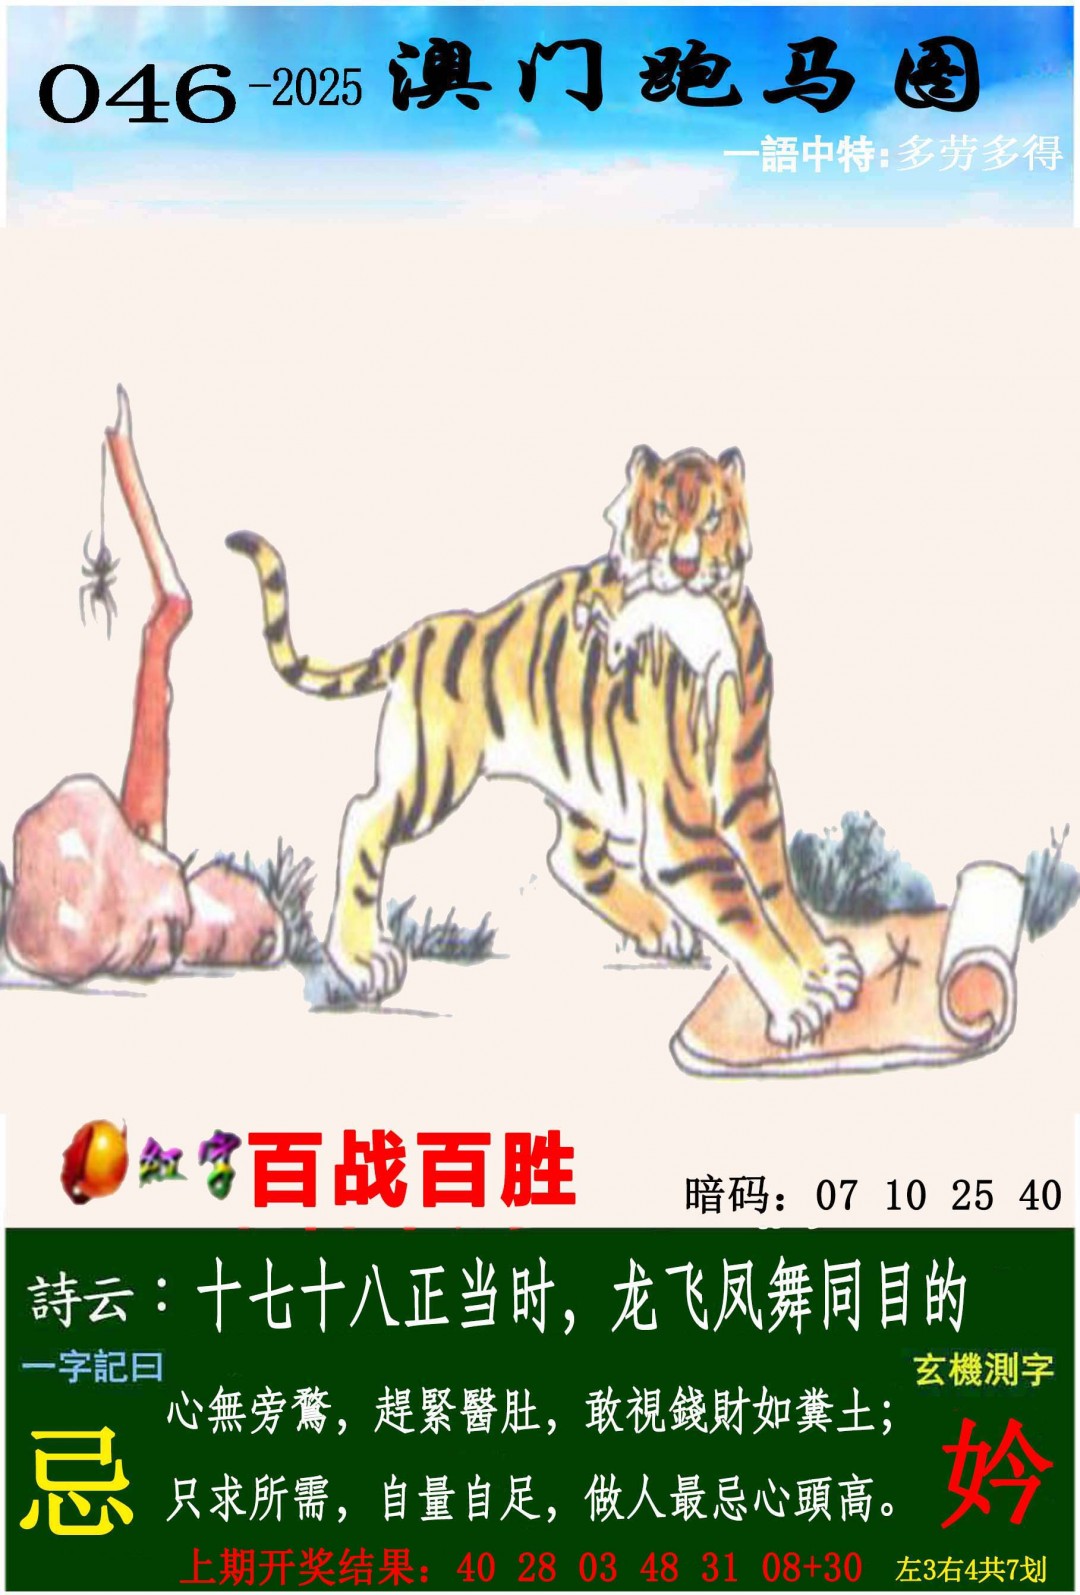 046-2025 澳门跑马图
一語中特:多劳多得
红字 百战百胜
暗码：07 10 25 40
詩云：十七十八正当时，龙飞凤舞同目的
一字記曰
玄機測字
心無旁鶩，趕緊醫肚，敢視錢財如糞土；
忌
妗
只求所需，自量自足，做人最忌心頭高。
上期开奖结果：40 28 03 48 31 08+30
左3右4共7划